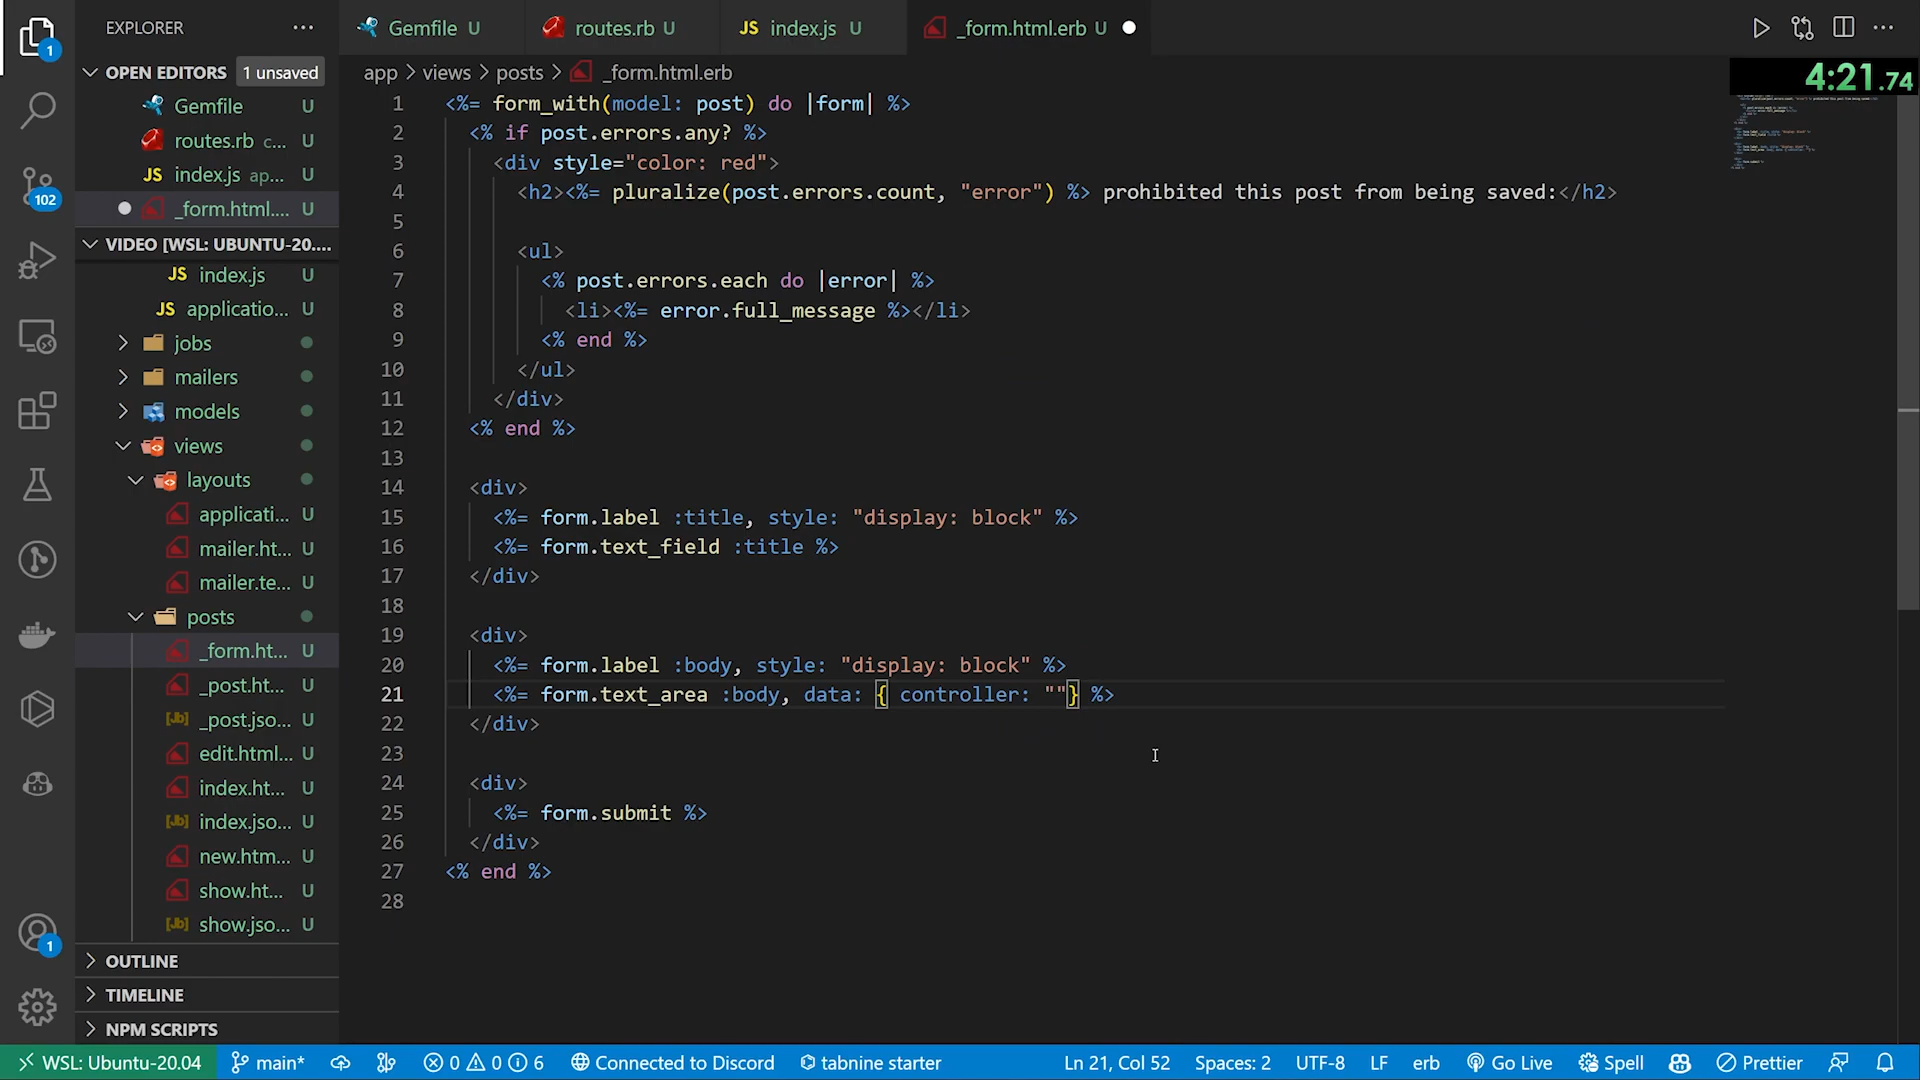 EXPLORER
OPEN EDITORS 1 unsaved
Gemfile U
routes.rb c... U
JS index.js ap... U
_form.html.... U
VIDEO [WSL: UBUNTU-20....
JS index.js U
JS applicatio... U
jobs
mailers
models
views
layouts
applicati... U
mailer.ht... U
mailer.te... U
posts
_form.ht... U
_post.ht... U
_post.jso... U
edit.html... U
index.ht... U
index.jso... U
new.htm... U
show.ht... U
show.jso... U
OUTLINE
TIMELINE
NPM SCRIPTS
1
102
1
Gemfile U
routes.rb U
JS index.js U
_form.html.erb U
app > views > posts > _form.html.erb
4:21.74
1 <%= form_with(model: post) do |form| %>
2 <% if post.errors.any? %>
3 <div style="color: red">
4 <h2><%= pluralize(post.errors.count, "error") %> prohibited this post from being saved:</h2>
5
6 <ul>
7 <% post.errors.each do |error| %>
8 <li><%= error.full_message %></li>
9 <% end %>
10 </ul>
11 </div>
12 <% end %>
13
14 <div>
15 <%= form.label :title, style: "display: block" %>
16 <%= form.text_field :title %>
17 </div>
18
19 <div>
20 <%= form.label :body, style: "display: block" %>
21 <%= form.text_area :body, data: { controller: ""} %>
22 </div>
23
24 <div>
25 <%= form.submit %>
26 </div>
27 <% end %>
28
WSL: Ubuntu-20.04 main* 0 0 6 Connected to Discord tabnine starter Ln 21, Col 52 Spaces: 2 UTF-8 LF erb Go Live Spell Prettier